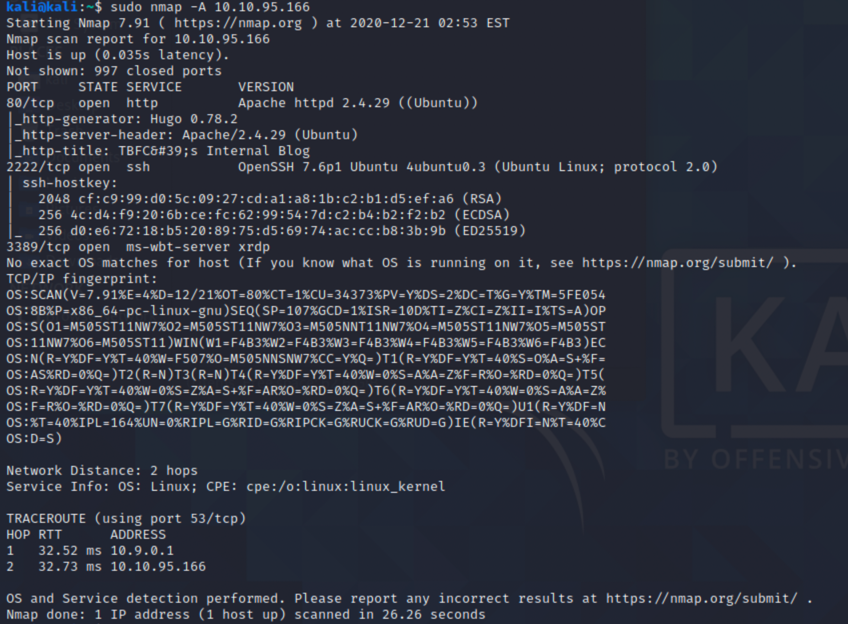 kali@kali:~$ sudo nmap -A 10.10.95.166
Starting Nmap 7.91 ( https://nmap.org ) at 2020-12-21 02:53 EST
Nmap scan report for 10.10.95.166
Host is up (0.035s latency).
Not shown: 997 closed ports
PORT     STATE SERVICE       VERSION
80/tcp   open  http          Apache httpd 2.4.29 ((Ubuntu))
|_http-generator: Hugo 0.78.2
|_http-server-header: Apache/2.4.29 (Ubuntu)
|_http-title: TBFC&#39;s Internal Blog
2222/tcp open  ssh           OpenSSH 7.6p1 Ubuntu 4ubuntu0.3 (Ubuntu Linux; protocol 2.0)
| ssh-hostkey:
|   2048 cf:c9:99:d0:5c:09:27:cd:a1:a8:1b:c2:b1:d5:ef:a6 (RSA)
|   256 4c:d4:f9:20:6b:ce:fc:62:99:54:7d:c2:b4:b2:f2:b2 (ECDSA)
|_  256 d0:e6:72:18:b5:20:89:75:d5:69:74:ac:cc:b8:3b:9b (ED25519)
3389/tcp open  ms-wbt-server xrdp
No exact OS matches for host (If you know what OS is running on it, see https://nmap.org/submit/ ).
TCP/IP fingerprint:
OS:SCAN(V=7.91%E=4%D=12/21%OT=80%CT=1%CU=34373%PV=Y%DS=2%DC=T%G=Y%TM=5FE054
OS:8B%P=x86_64-pc-linux-gnu)SEQ(SP=107%GCD=1%ISR=10D%TI=Z%CI=Z%II=I%TS=A)OP
OS:S(O1=M505ST11NW7%O2=M505ST11NW7%O3=M505NNT11NW7%O4=M505ST11NW7%O5=M505ST
OS:11NW7%O6=M505ST11)WIN(W1=F4B3%W2=F4B3%W3=F4B3%W4=F4B3%W5=F4B3%W6=F4B3)EC
OS:N(R=Y%DF=Y%T=40%W=F507%O=M505NNSNW7%CC=Y%Q=)T1(R=Y%DF=Y%T=40%S=O%A=S+%F=
OS:AS%RD=0%Q=)T2(R=N)T3(R=N)T4(R=Y%DF=Y%T=40%W=0%S=A%A=Z%F=R%O=%RD=0%Q=)T5(
OS:R=Y%DF=Y%T=40%W=0%S=Z%A=S+%F=AR%O=%RD=0%Q=)T6(R=Y%DF=Y%T=40%W=0%S=A%A=Z%
OS:F=R%O=%RD=0%Q=)T7(R=Y%DF=Y%T=40%W=0%S=Z%A=S+%F=AR%O=%RD=0%Q=)U1(R=Y%DF=N
OS:%T=40%IPL=164%UN=0%RIPL=G%RID=G%RIPCK=G%RUCK=G%RUD=G)IE(R=Y%DFI=N%T=40%C
OS:D=S)
Network Distance: 2 hops
Service Info: OS: Linux; CPE: cpe:/o:linux:linux_kernel
TRACEROUTE (using port 53/tcp)
HOP RTT      ADDRESS
1   32.52 ms 10.9.0.1
2   32.73 ms 10.10.95.166
OS and Service detection performed. Please report any incorrect results at https://nmap.org/submit/ .
Nmap done: 1 IP address (1 host up) scanned in 26.26 seconds
KA
BY OFFENSIV